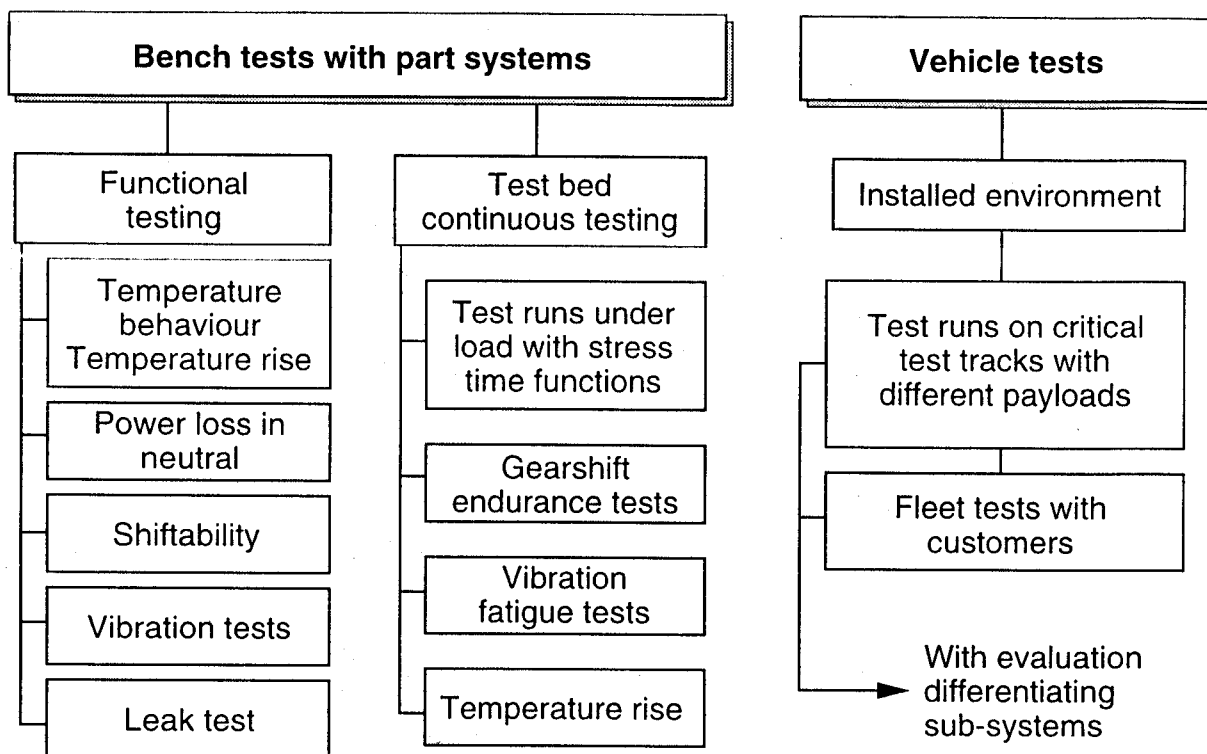 Bench tests with part systems
Functional
testing
Temperature
behaviour
Temperature rise
Power loss in
neutral
Shiftability
Vibration tests
Leak test
Test bed
continuous testing
Test runs under
load with stress
time functions
Gearshift
endurance tests
Vibration
fatigue tests
Temperature rise
Vehicle tests
Installed environment
Test runs on critical
test tracks with
different payloads
Fleet tests with
customers
With evaluation
differentiating
sub-systems